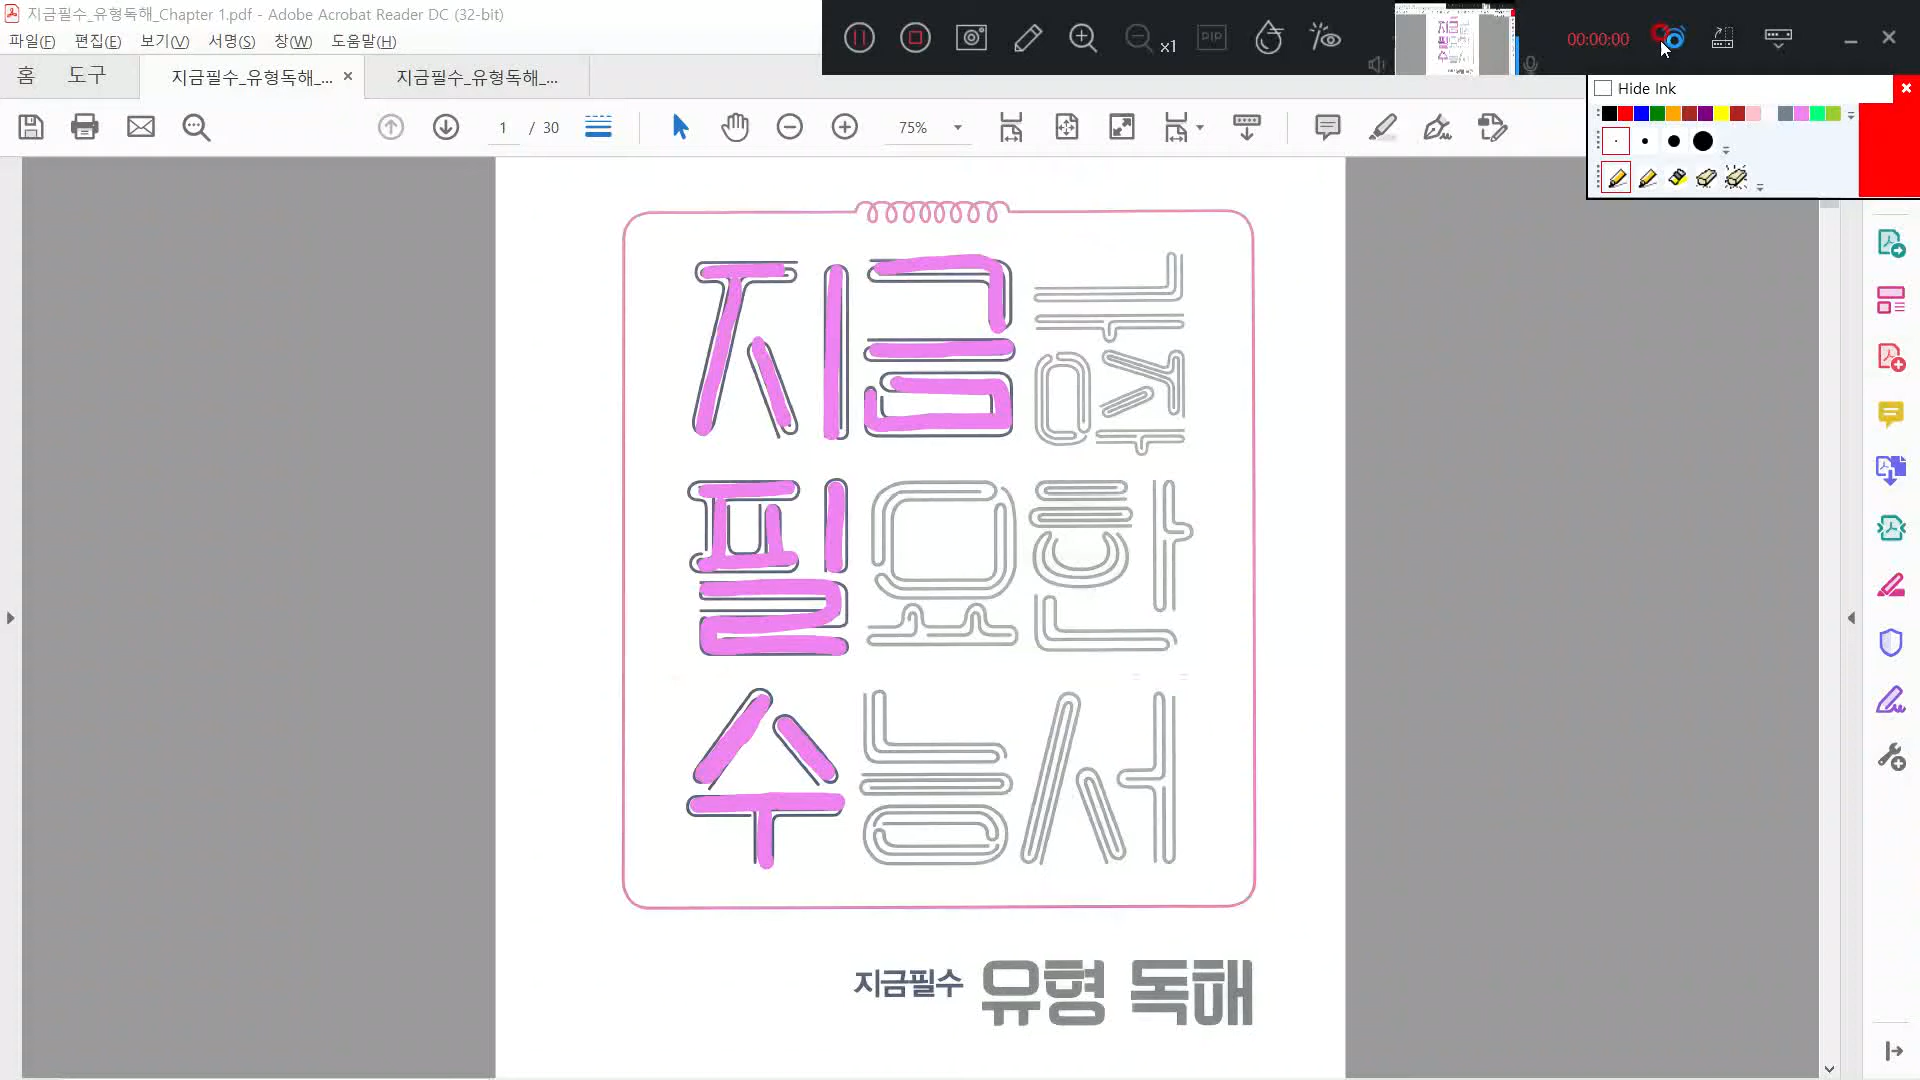 지금필수_유형독해_Chapter 1.pdf - Adobe Acrobat Reader DC (32-bit)
파일(F) 편집(E) 보기(V) 서명(S) 창(W) 도움말(H)
x1
PIP
00:00:00
홈 도구 지금필수_유형독해_... × 지금필수_유형독해_...
Hide Ink
1 / 30
75%
지금 누역
필요한
수능서
지금필수 유형 독해